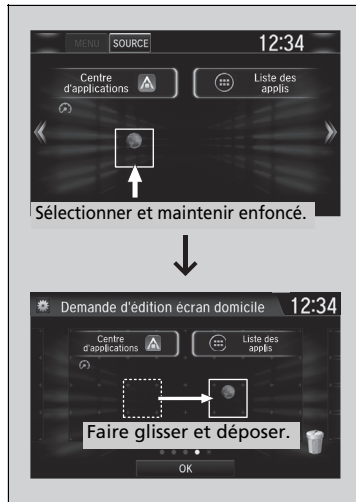 MENU SOURCE 12:34
Centre
d'applications
Liste des
applis
Sélectionner et maintenir enfoncé.
Demande d'édition écran domicile 12:34
Centre
d'applications
Liste des
applis
Faire glisser et déposer.
OK